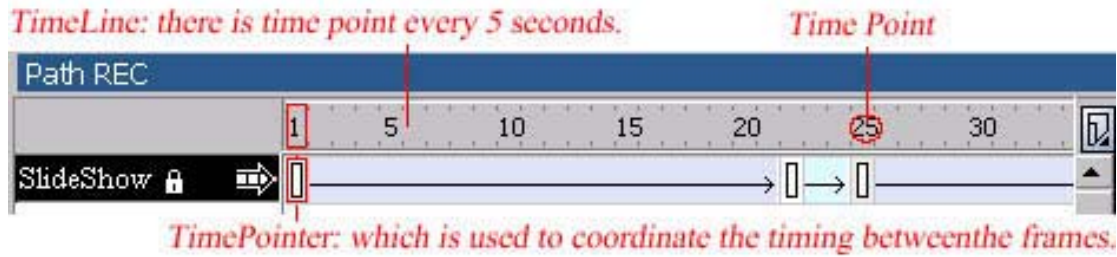 TimeLine: there is time point every 5 seconds. Time Point
Path REC
1 5 10 15 20 25 30
SlideShow
TimePointer: which is used to coordinate the timing betweenthe frames.